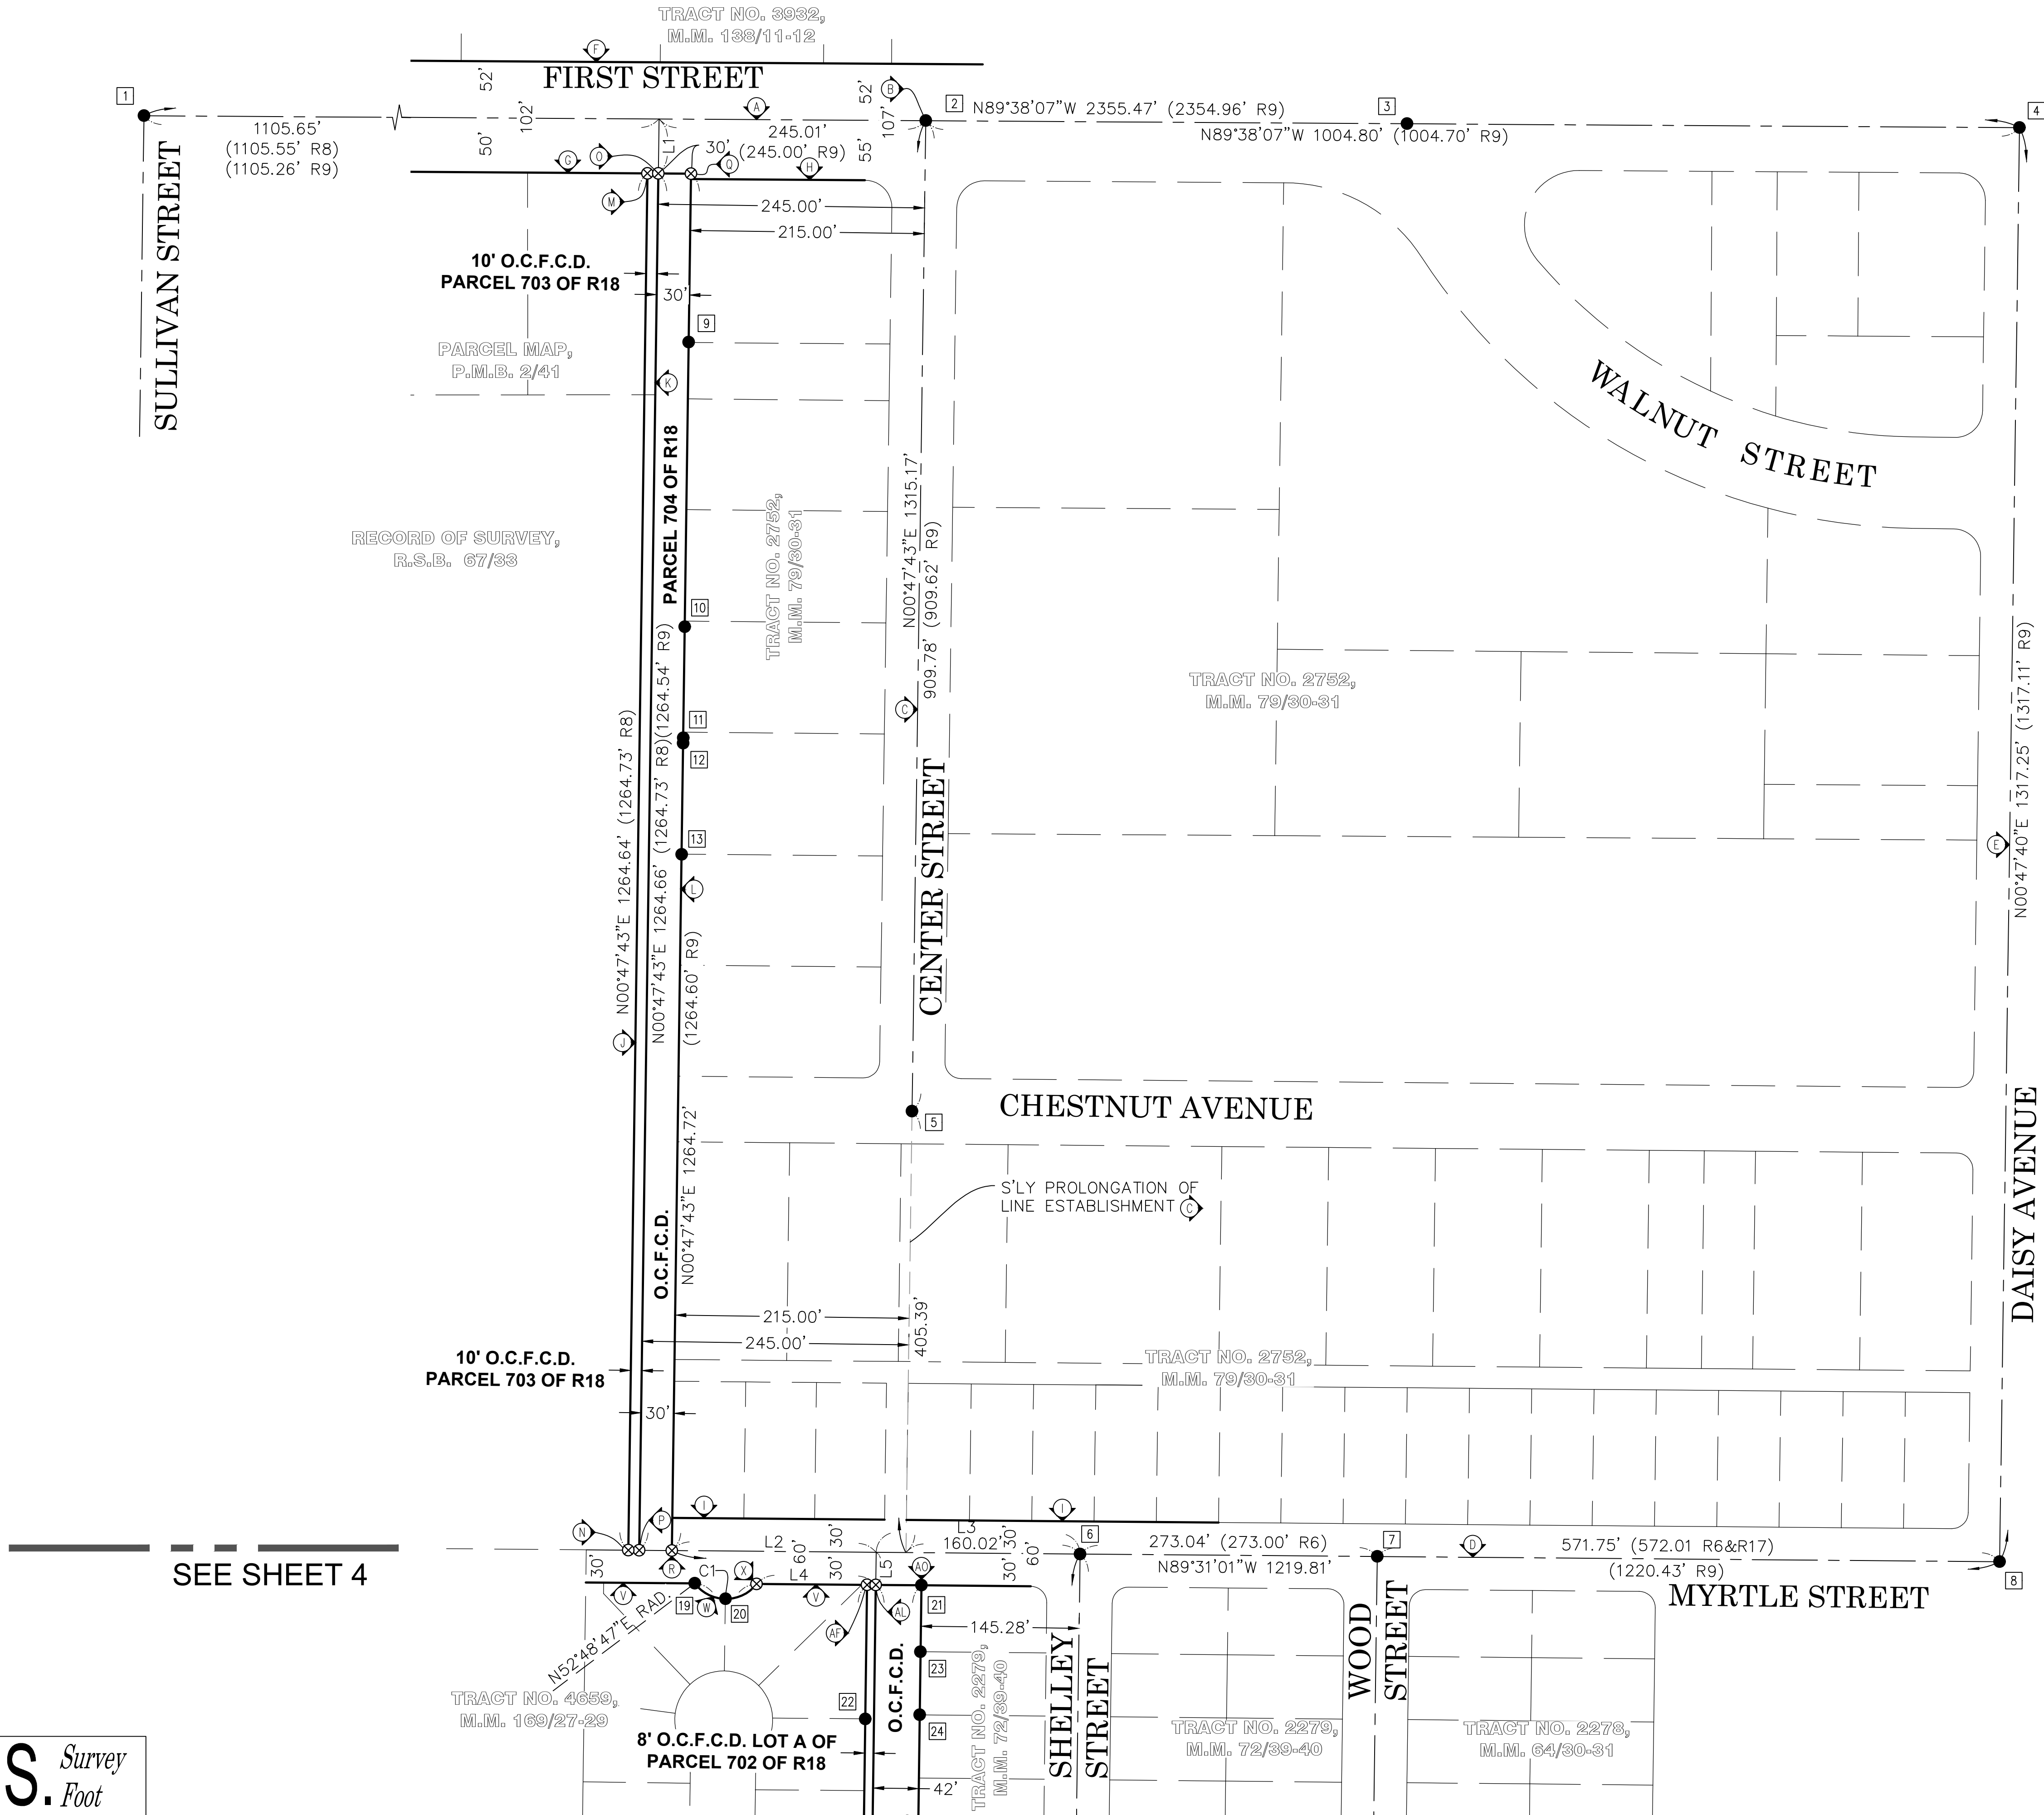 TRACT NO. 3932,
M.M. 138/11-12
F
FIRST STREET
52'
102'
50'
52'
107'
55'
B
A
1
2
3
4
1105.65'
(1105.55' R8)
(1105.26' R9)
245.01'
(245.00' R9)
N89°38'07"W 2355.47' (2354.96' R9)
N89°38'07"W 1004.80' (1004.70' R9)
L1
30'
G
O
Q
H
M
245.00'
215.00'
SULLIVAN STREET
10' O.C.F.C.D.
PARCEL 703 OF R18
30'
9
PARCEL MAP,
P.M.B. 2/41
K
WALNUT STREET
PARCEL 704 OF R18
RECORD OF SURVEY,
R.S.B. 67/33
TRACT NO. 2752,
M.M. 79/30-31
N00°47'43"E 1315.17'
909.78' (909.62' R9)
10
11
12
13
C
TRACT NO. 2752,
M.M. 79/30-31
N00°47'40"E 1317.25' (1317.11' R9)
E
N00°47'43"E 1264.64' (1264.73' R8)
N00°47'43"E 1264.66' (1264.73' R8)(1264.54' R9)
L
(1264.60' R9)
N00°47'43"E 1264.72'
CENTER STREET
J
5
CHESTNUT AVENUE
DAISY AVENUE
S'LY PROLONGATION OF
LINE ESTABLISHMENT C
O.C.F.C.D.
215.00'
245.00'
405.39'
10' O.C.F.C.D.
PARCEL 703 OF R18
TRACT NO. 2752,
M.M. 79/30-31
30'
I
I
N
P
R
L2
L3
160.02'
6
273.04' (273.00' R6)
7
D
571.75' (572.01 R6&R17)
N89°31'01"W 1219.81'
(1220.43' R9)
8
MYRTLE STREET
SEE SHEET 4
30'
60'
30'
30'
L5
30'
30'
60'
V
C1
X
L4
V
AO
19
W
20
AL
21
AF
N52°48'47"E RAD.
145.28'
23
24
22
O.C.F.C.D.
TRACT NO. 2279,
M.M. 72/39-40
SHELLEY
STREET
WOOD
STREET
TRACT NO. 4659,
M.M. 169/27-29
TRACT NO. 2279,
M.M. 72/39-40
TRACT NO. 2278,
M.M. 64/30-31
8' O.C.F.C.D. LOT A OF
PARCEL 702 OF R18
42'
S. Survey
Foot